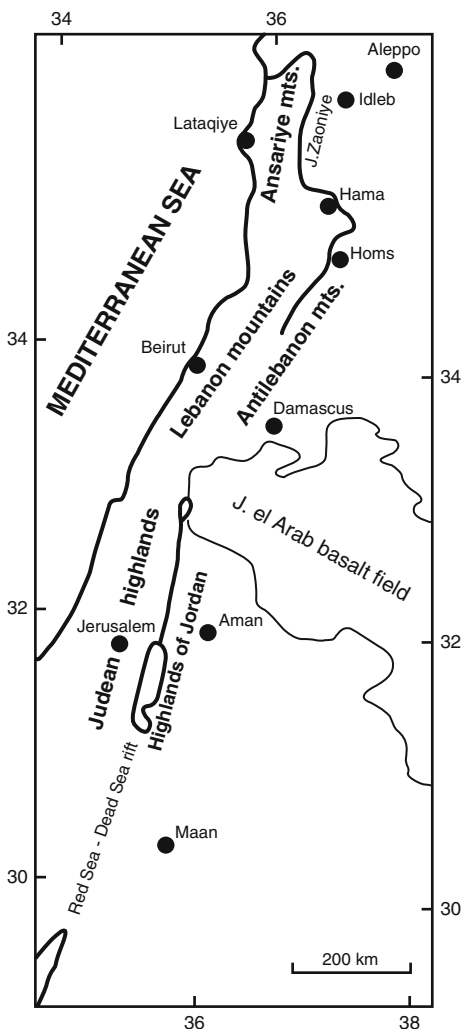 34
36
Aleppo
Idleb
Lataqiye
Ansariye mts.
J.Zaoniye
Hama
Homs
MEDITERRANEAN SEA
34
34
Beirut
Lebanon mountains
Antilebanon mts.
Damascus
J. el Arab basalt field
32
32
Judean highlands
Jerusalem
Aman
Highlands of Jordan
Red Sea - Dead Sea rift
Maan
30
30
200 km
36
38